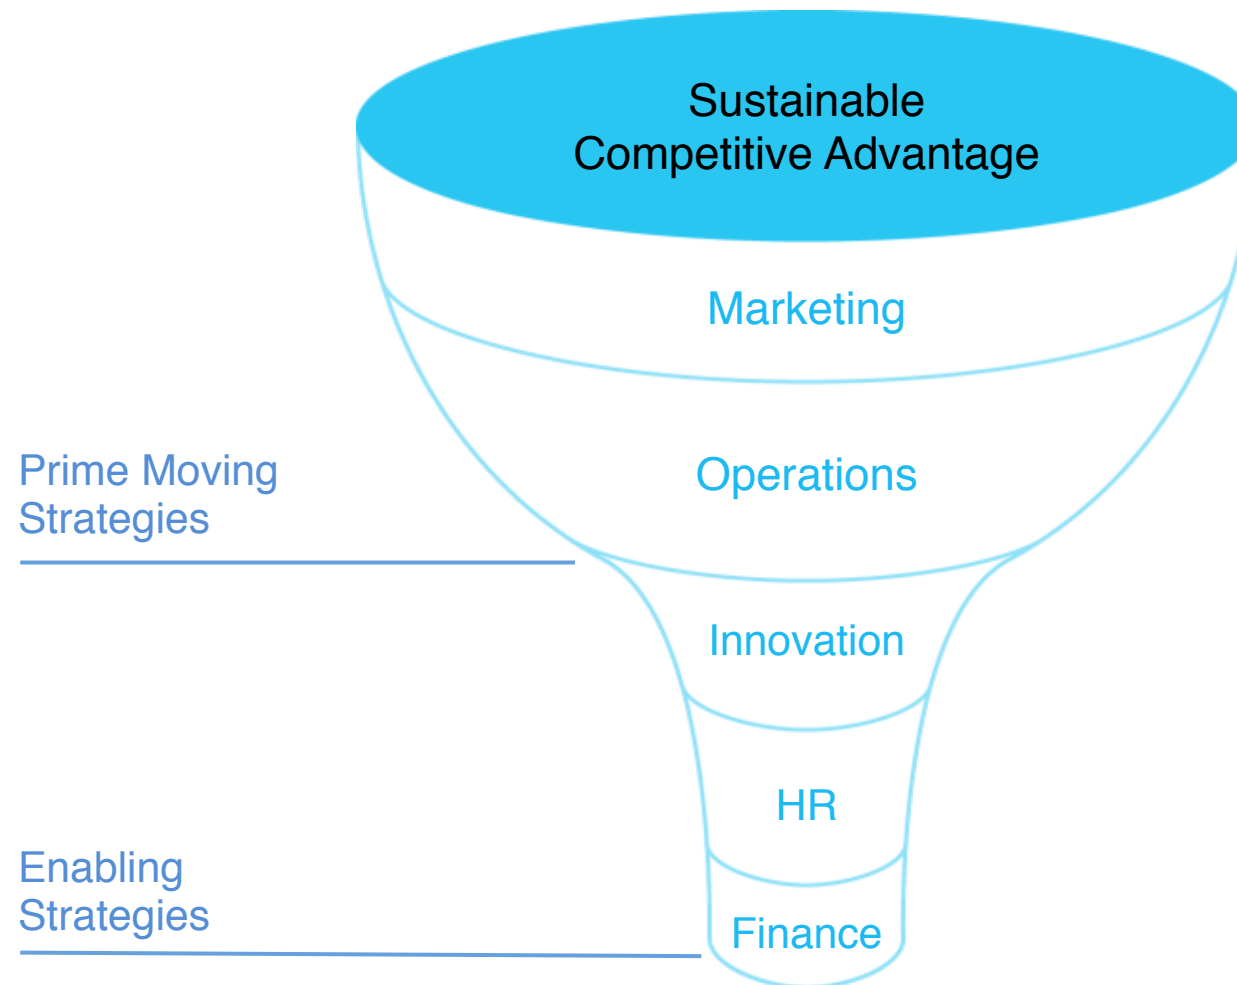 Sustainable
Competitive Advantage
Marketing
Operations
Prime Moving
Strategies
Innovation
HR
Enabling
Strategies
Finance